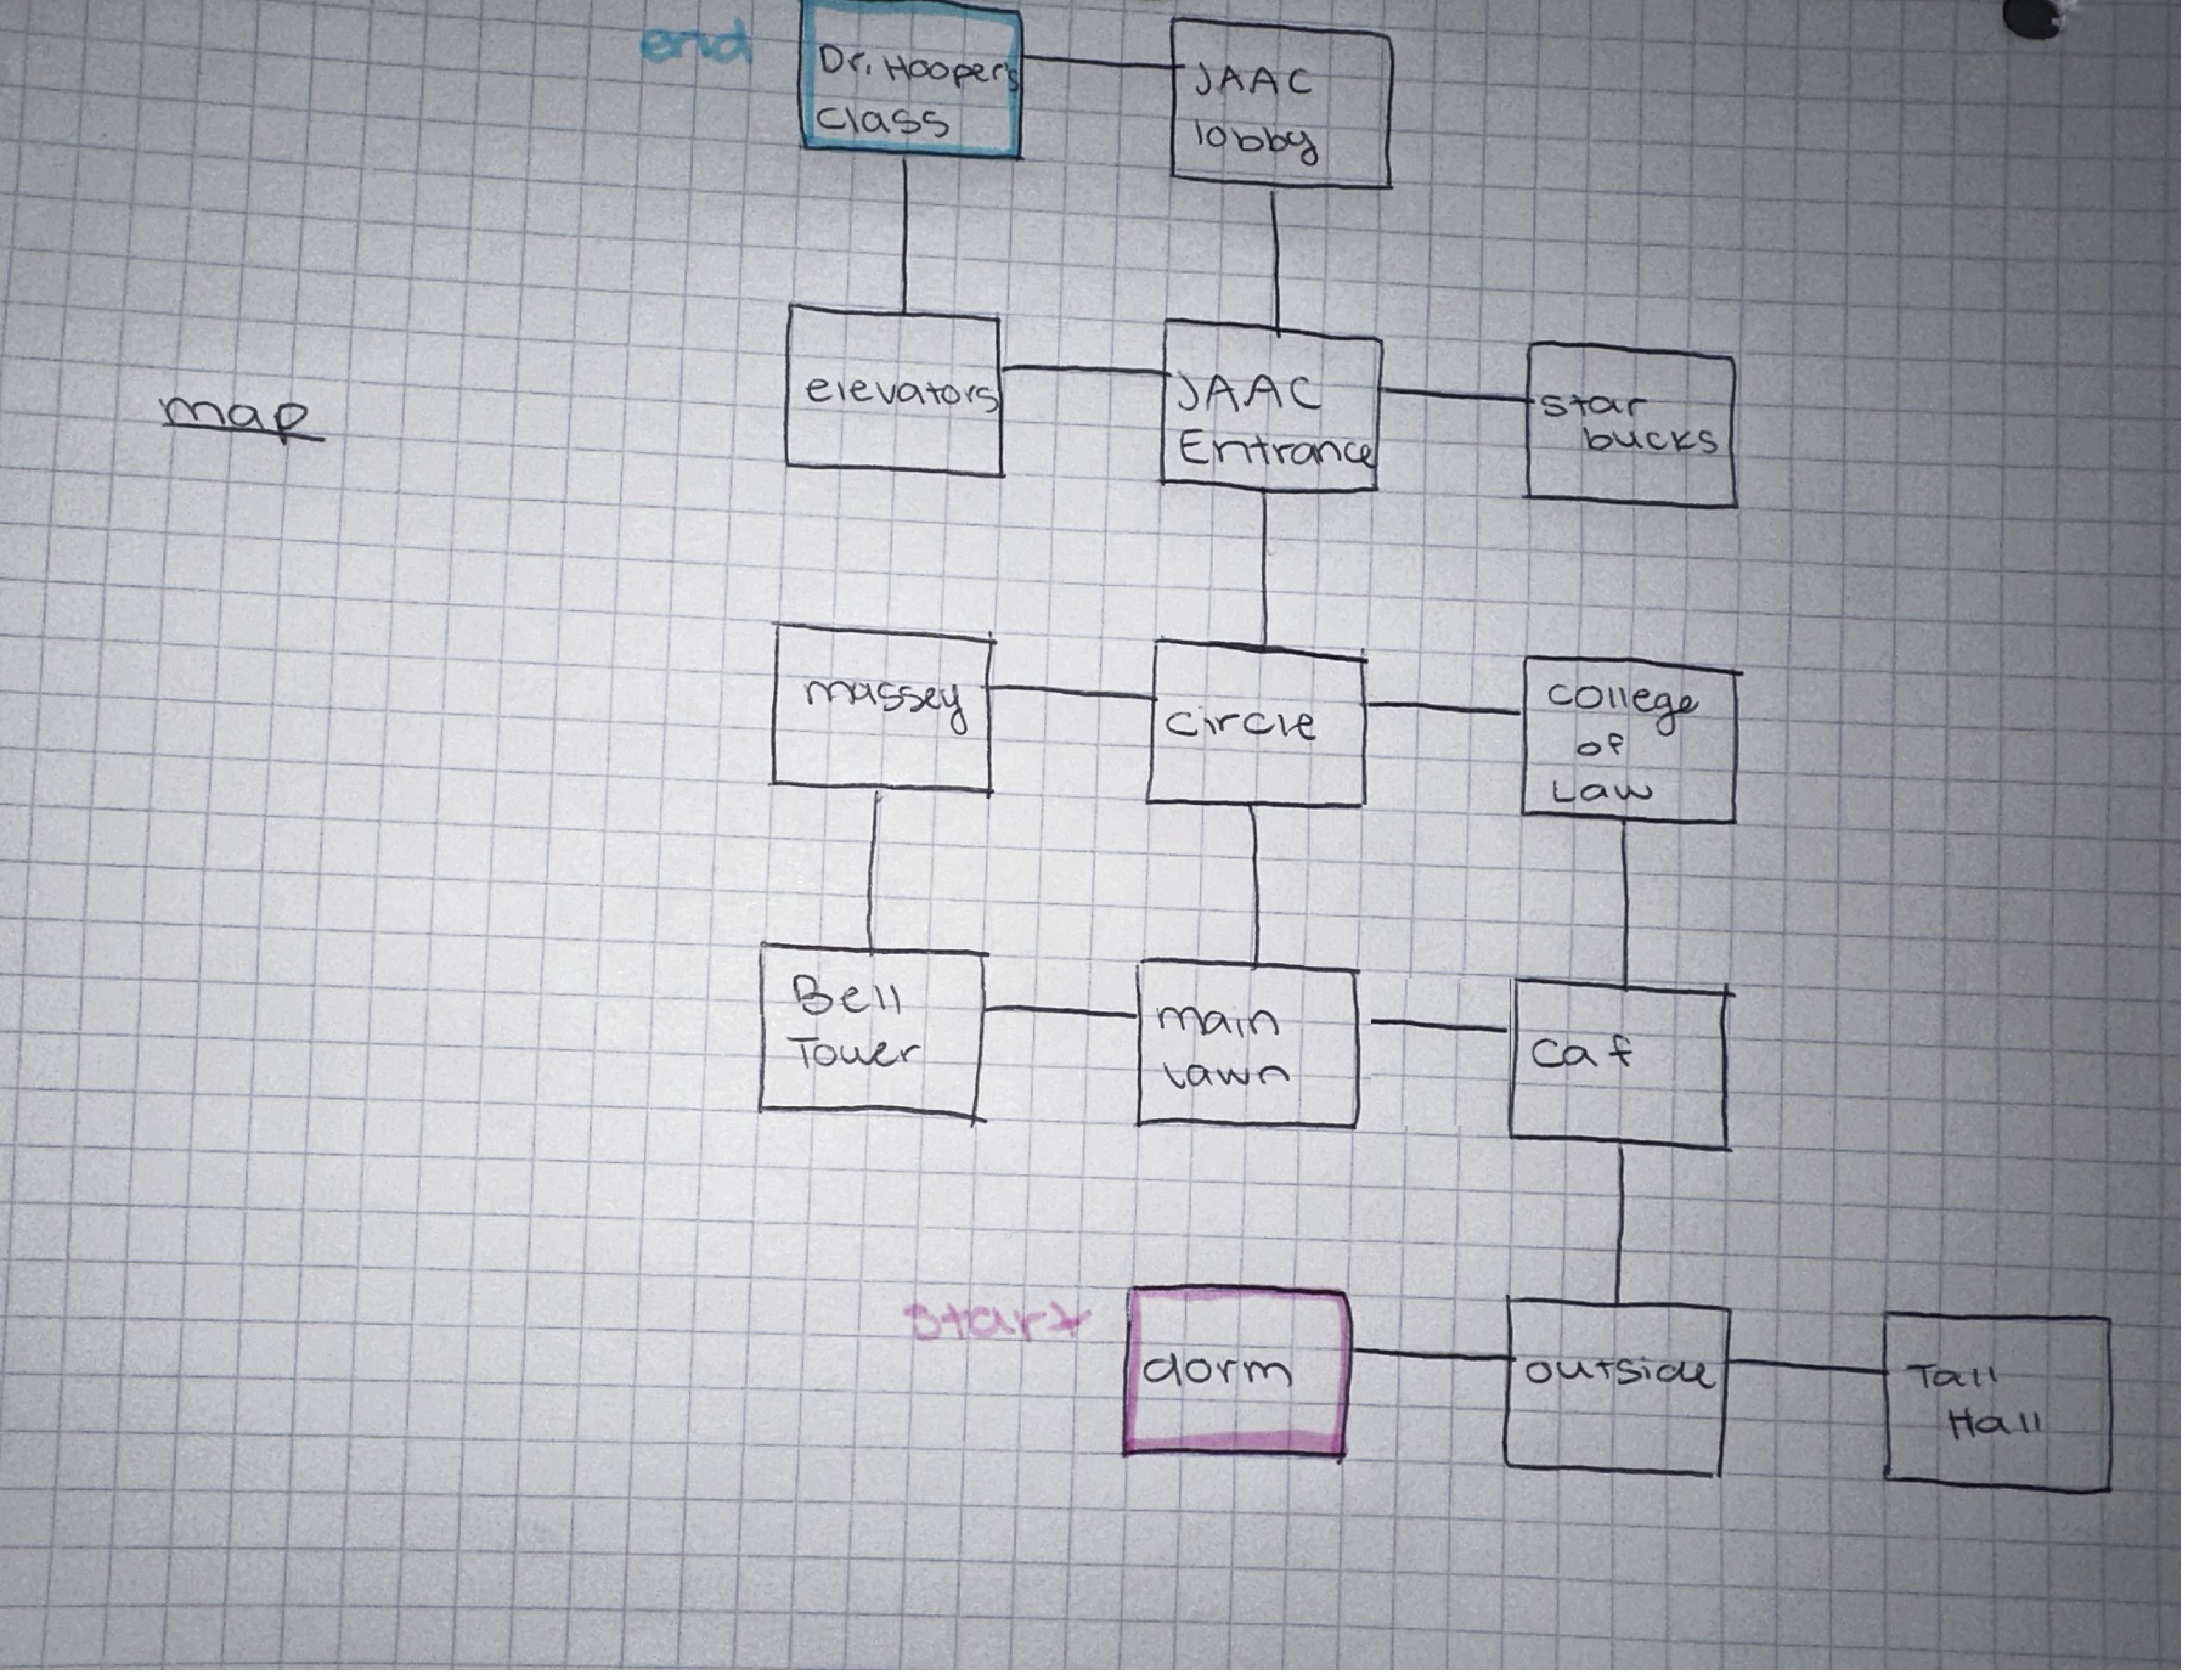 end
Dr. Hooper's
class
JAAC
lobby
map
elevators
JAAC
Entrance
star
bucks
massey
circle
college
of
Law
Bell
Tower
main
lawn
caf
start
dorm
outside
Tall
Hall